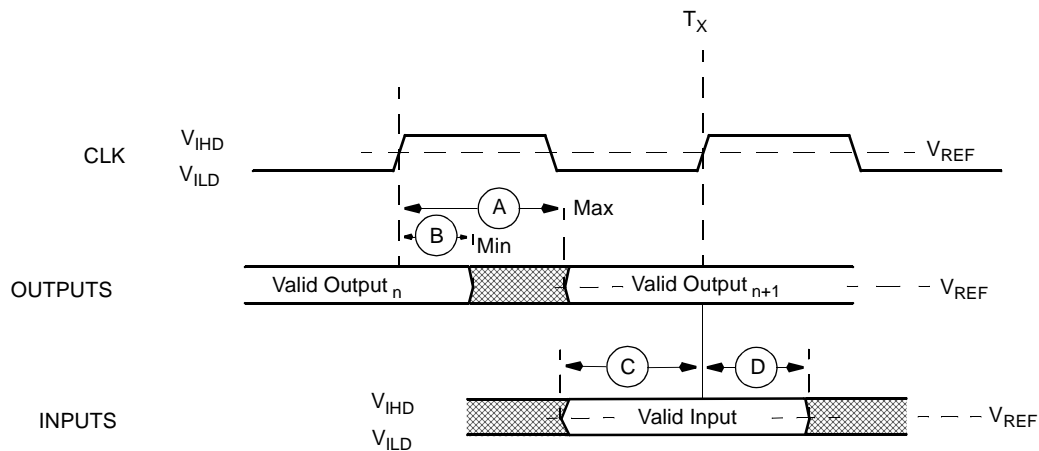 T_X
V_IHD
CLK
V_REF
V_ILD
A
Max
B
Min
OUTPUTS
Valid Output_n
Valid Output_n+1
V_REF
C
D
V_IHD
INPUTS
Valid Input
V_REF
V_ILD